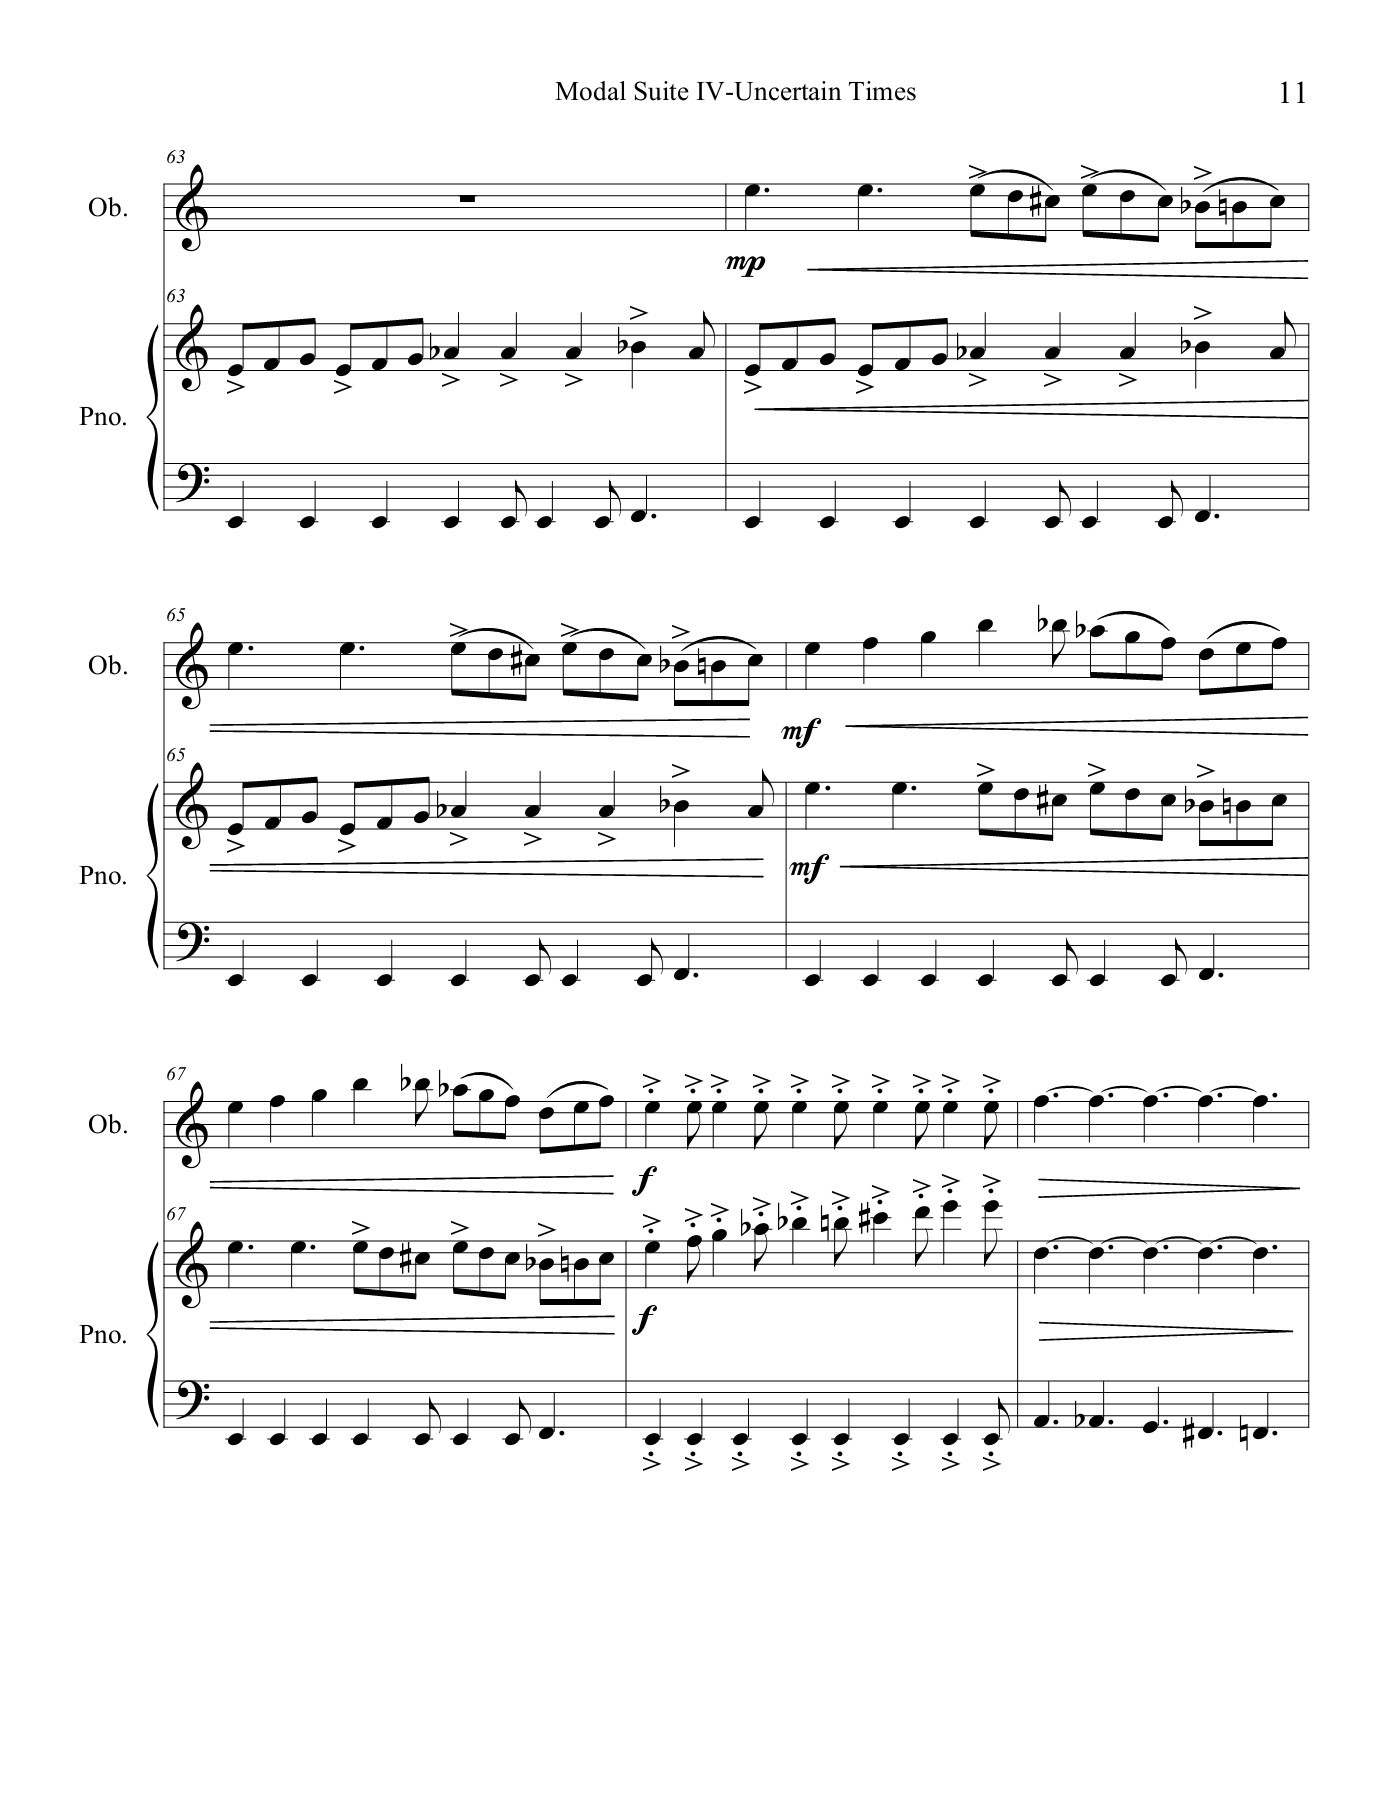 Modal Suite IV-Uncertain Times
11
63
Ob.
mp
63
Pno.
65
Ob.
mf
65
mf
Pno.
67
Ob.
f
67
f
Pno.